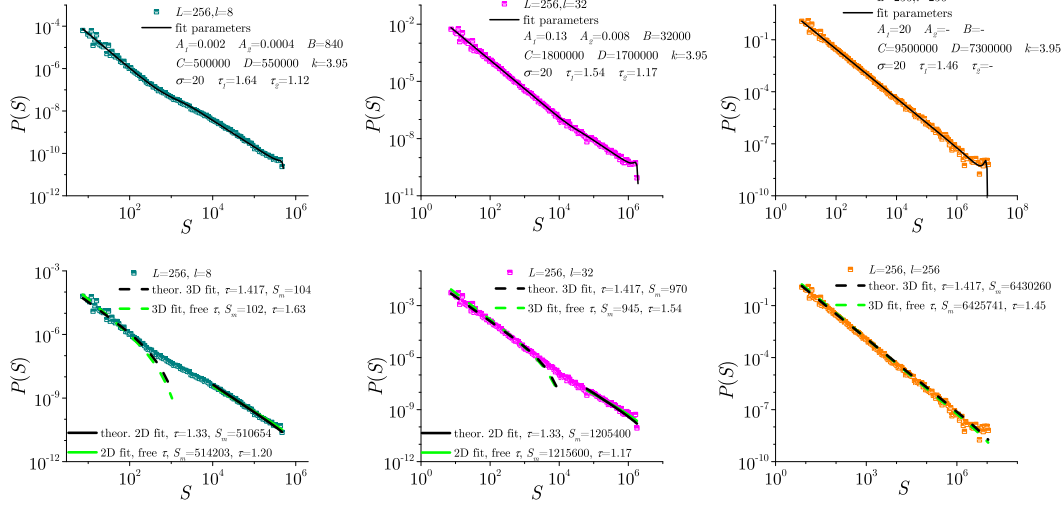 L=256,l=8
fit parameters
A1=0.002 A2=0.0004 B=840
C=500000 D=550000 k=3.95
σ=20 τ1=1.64 τ2=1.12
10^-4
10^-6
10^-8
10^-10
10^-12
P(S)
10^2
10^4
10^6
S
L=256,l=32
fit parameters
A1=0.13 A2=0.008 B=32000
C=1800000 D=1700000 k=3.95
σ=20 τ1=1.54 τ2=1.17
10^-2
10^-5
10^-8
10^-11
P(S)
10^0
10^2
10^4
10^6
S
fit parameters
A1=20 A2=- B=-
C=9500000 D=7300000 k=3.95
σ=20 τ1=1.46 τ2=-
10^-1
10^-4
10^-7
10^-10
P(S)
10^0
10^2
10^4
10^6
10^8
S
L=256, l=8
theor. 3D fit, τ=1.417, Sm=104
3D fit, free τ, Sm=102, τ=1.63
theor. 2D fit, τ=1.33, Sm=510654
2D fit, free τ, Sm=514203, τ=1.20
10^-3
10^-6
10^-9
10^-12
P(S)
10^2
10^4
10^6
S
L=256, l=32
theor. 3D fit, τ=1.417, Sm=970
3D fit, free τ, Sm=945, τ=1.54
theor. 2D fit, τ=1.33, Sm=1205400
2D fit, free τ, Sm=1215600, τ=1.17
10^-3
10^-6
10^-9
10^-12
P(S)
10^0
10^2
10^4
10^6
S
L=256, l=256
theor. 3D fit, τ=1.417, Sm=6430260
3D fit, free τ, Sm=6425741, τ=1.45
10^-1
10^-4
10^-7
10^-10
P(S)
10^0
10^3
10^6
S